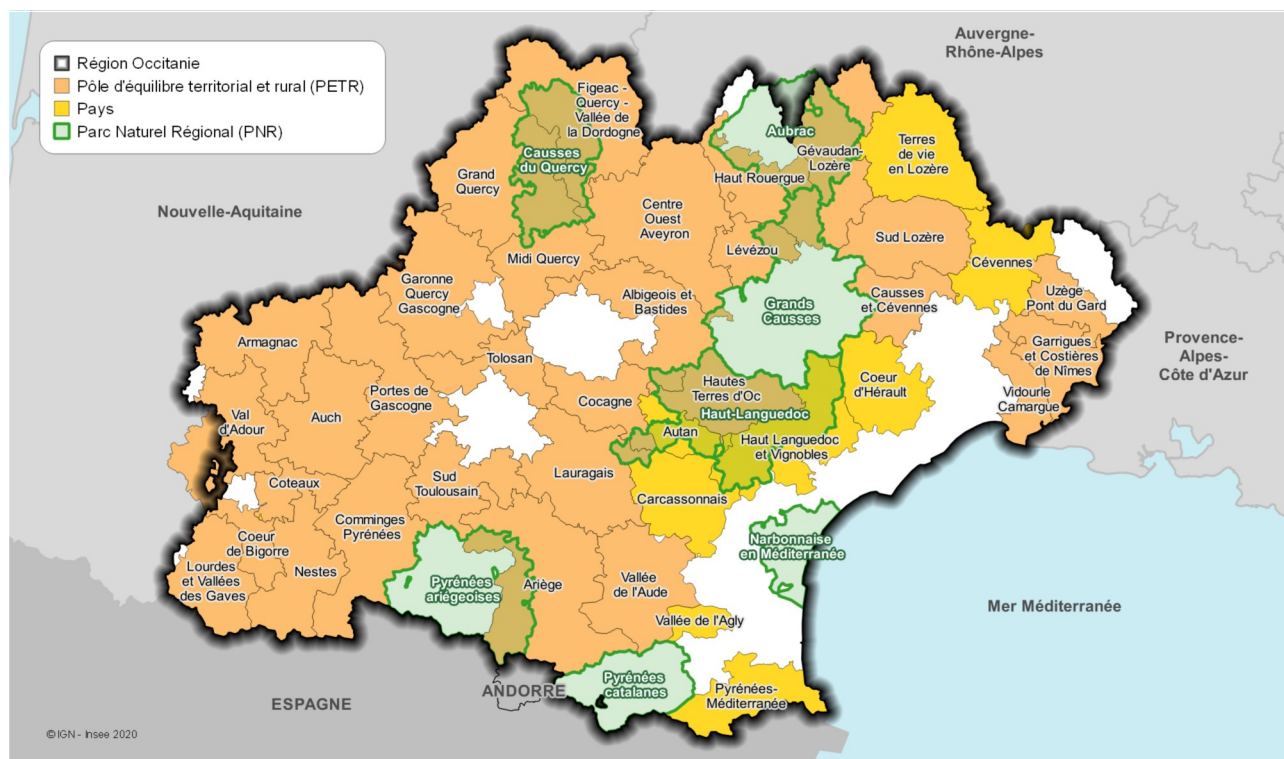 Région Occitanie
Pôle d'équilibre territorial et rural (PETR)
Pays
Parc Naturel Régional (PNR)
Auvergne-
Rhône-Alpes
Nouvelle-Aquitaine
Provence-
Alpes-
Côte d'Azur
Mer Méditerranée
ESPAGNE
ANDORRE
Figeac -
Quercy -
Vallée de
la Dordogne
Causses
du Quercy
Grand
Quercy
Aubrac
Gévaudan-
Lozère
Haut Rouergue
Terres
de vie
en Lozère
Centre
Ouest
Aveyron
Lévézou
Sud Lozère
Cévennes
Midi Quercy
Garonne
Quercy
Gascogne
Albigeois et
Bastides
Grands
Causses
Causses
et Cévennes
Uzège
Pont du Gard
Garrigues
et Costières
de Nîmes
Vidourle
Camargue
Armagnac
Tolosan
Val
d'Adour
Auch
Portes de
Gascogne
Cocagne
Hautes
Terres d'Oc
Haut-Languedoc
Coeur
d'Hérault
Autan
Haut Languedoc
et Vignobles
Lauragais
Sud
Toulousain
Carcassonnais
Coteaux
Comminges
Pyrénées
Coeur
de Bigorre
Lourdes
et Vallées
des Gaves
Nestes
Narbonnaise
en Méditerranée
Pyrénées
ariégeoises
Ariège
Vallée
de l'Aude
Vallée de l'Agly
Pyrénées
catalanes
Pyrénées-
Méditerranée
© IGN - Insee 2020